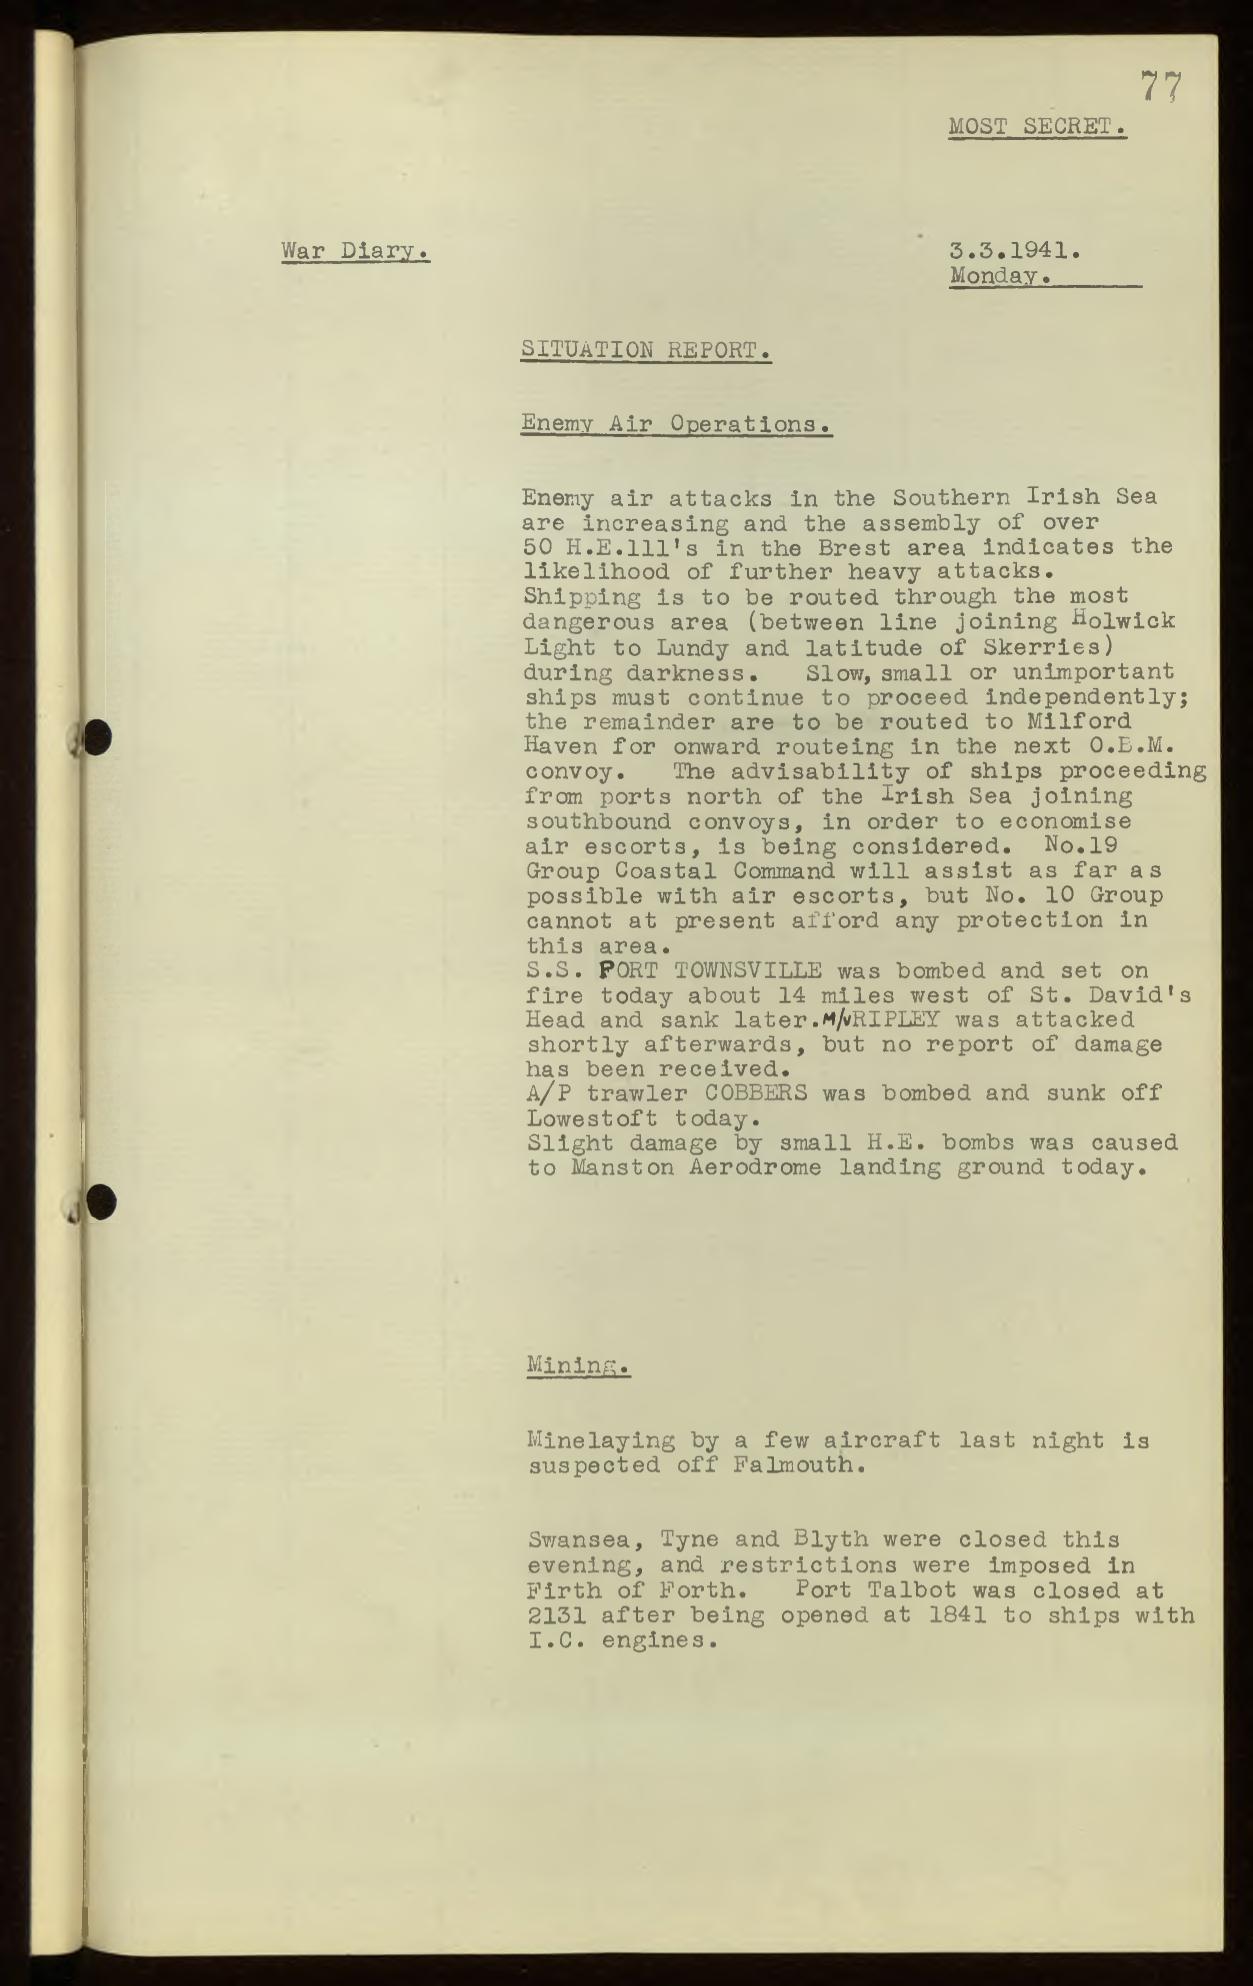 77
MOST SECRET.
War Diary.
3.3.1941.
Monday.
SITUATION REPORT.
Enemy Air Operations.
Enemy air attacks in the Southern Irish Sea
are increasing and the assembly of over
50 H.E.111's in the Brest area indicates the
likelihood of further heavy attacks.
Shipping is to be routed through the most
dangerous area (between line joining Holwick
Light to Lundy and latitude of Skerries)
during darkness. Slow, small or unimportant
ships must continue to proceed independently;
the remainder are to be routed to Milford
Haven for onward routeing in the next O.B.M.
convoy. The advisability of ships proceeding
from ports north of the Irish Sea joining
southbound convoys, in order to economise
air escorts, is being considered. No.19
Group Coastal Command will assist as far as
possible with air escorts, but No. 10 Group
cannot at present afford any protection in
this area.
S.S. PORT TOWNSVILLE was bombed and set on
fire today about 14 miles west of St. David's
Head and sank later. M/v RIPLEY was attacked
shortly afterwards, but no report of damage
has been received.
A/P trawler COBBERS was bombed and sunk off
Lowestoft today.
Slight damage by small H.E. bombs was caused
to Manston Aerodrome landing ground today.
Mining.
Minelaying by a few aircraft last night is
suspected off Falmouth.
Swansea, Tyne and Blyth were closed this
evening, and restrictions were imposed in
Firth of Forth. Port Talbot was closed at
2131 after being opened at 1841 to ships with
I.C. engines.